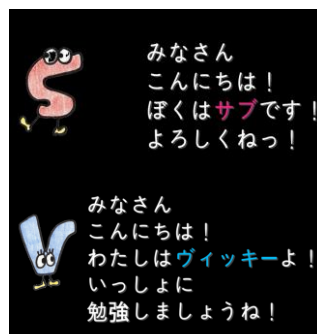 みなさん
こんにちは！
ぼくはサブです！
よろしくねっ！
みなさん
こんにちは！
わたしはヴィッキーよ！
いっしょに
勉強しましょうね！